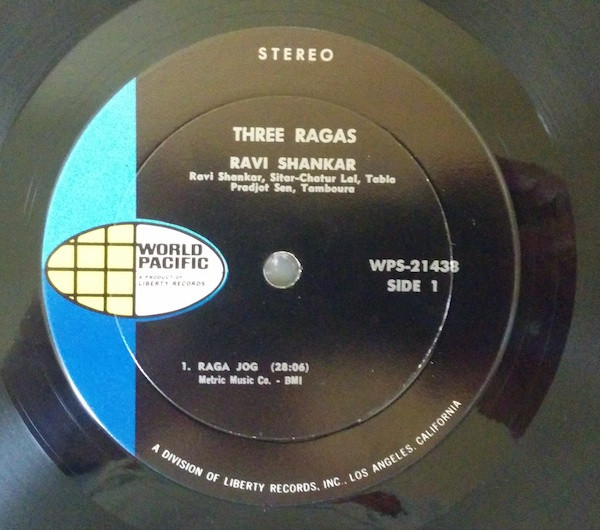 STEREO
THREE RAGAS
RAVI SHANKAR
Ravi Shankar, Sitar-Chatur Lal, Tabla
Pradjot Sen, Tamboura
WORLD
PACIFIC
A PRODUCT OF
LIBERTY RECORDS
WPS-21438
SIDE 1
1. RAGA JOG (28:06)
Metric Music Co. - BMI
A DIVISION OF LIBERTY RECORDS, INC., LOS ANGELES, CALIFORNIA